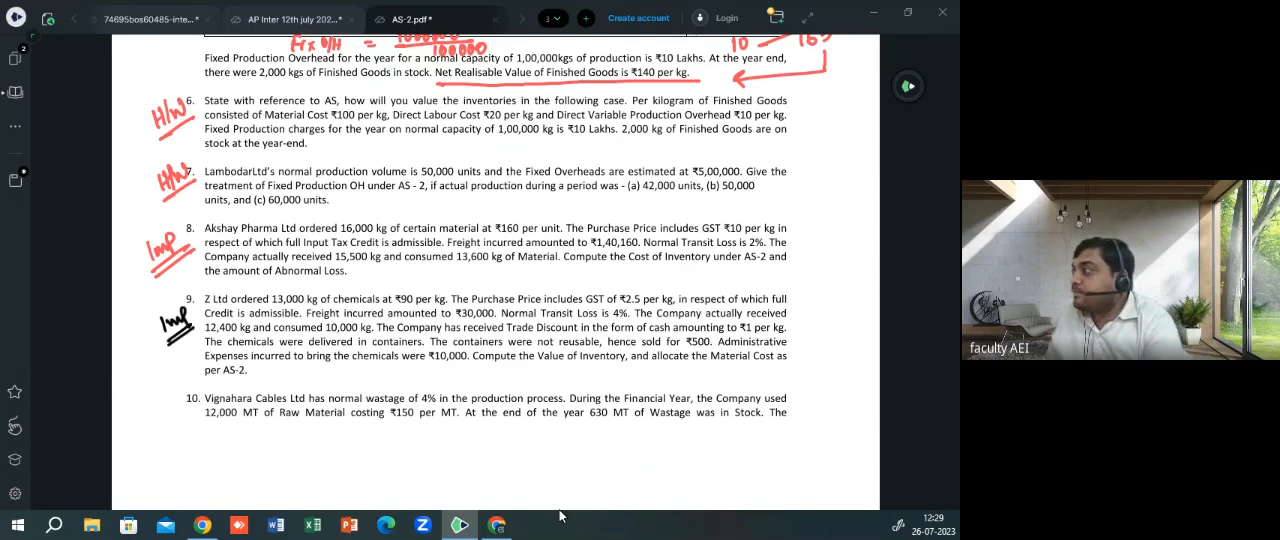 74695bos60485-inte...*
AP Inter 12th july 202...*
AS-2.pdf*
3
Create account
Login
2
Fix O/H = 1000000
100000
10
Fixed Production Overhead for the year for a normal capacity of 1,00,000kgs of production is ₹10 Lakhs. At the year end,
there were 2,000 kgs of Finished Goods in stock. Net Realisable Value of Finished Goods is ₹140 per kg.
H/W
6. State with reference to AS, how will you value the inventories in the following case. Per kilogram of Finished Goods
consisted of Material Cost ₹100 per kg, Direct Labour Cost ₹20 per kg and Direct Variable Production Overhead ₹10 per kg.
Fixed Production charges for the year on normal capacity of 1,00,000 kg is ₹10 Lakhs. 2,000 kg of Finished Goods are on
stock at the year-end.
H/W
7. LambodarLtd's normal production volume is 50,000 units and the Fixed Overheads are estimated at ₹5,00,000. Give the
treatment of Fixed Production OH under AS - 2, if actual production during a period was - (a) 42,000 units, (b) 50,000
units, and (c) 60,000 units.
Imp
8. Akshay Pharma Ltd ordered 16,000 kg of certain material at ₹160 per unit. The Purchase Price includes GST ₹10 per kg in
respect of which full Input Tax Credit is admissible. Freight incurred amounted to ₹1,40,160. Normal Transit Loss is 2%. The
Company actually received 15,500 kg and consumed 13,600 kg of Material. Compute the Cost of Inventory under AS-2 and
the amount of Abnormal Loss.
Imp
9. Z Ltd ordered 13,000 kg of chemicals at ₹90 per kg. The Purchase Price includes GST of ₹2.5 per kg, in respect of which full
Credit is admissible. Freight incurred amounted to ₹30,000. Normal Transit Loss is 4%. The Company actually received
12,400 kg and consumed 10,000 kg. The Company has received Trade Discount in the form of cash amounting to ₹1 per kg.
The chemicals were delivered in containers. The containers were not reusable, hence sold for ₹500. Administrative
Expenses incurred to bring the chemicals were ₹10,000. Compute the Value of Inventory, and allocate the Material Cost as
per AS-2.
10. Vignahara Cables Ltd has normal wastage of 4% in the production process. During the Financial Year, the Company used
12,000 MT of Raw Material costing ₹150 per MT. At the end of the year 630 MT of Wastage was in Stock. The
faculty AEI
12:29
26-07-2023